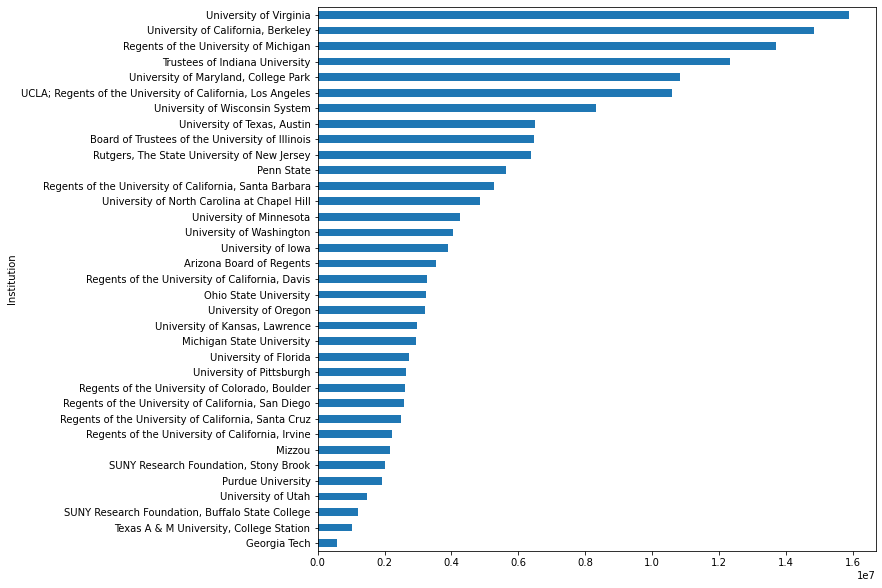 University of Virginia
University of California, Berkeley
Regents of the University of Michigan
Trustees of Indiana University
University of Maryland, College Park
UCLA; Regents of the University of California, Los Angeles
University of Wisconsin System
University of Texas, Austin
Board of Trustees of the University of Illinois
Rutgers, The State University of New Jersey
Penn State
Regents of the University of California, Santa Barbara
University of North Carolina at Chapel Hill
University of Minnesota
University of Washington
University of Iowa
Arizona Board of Regents
Regents of the University of California, Davis
Ohio State University
University of Oregon
University of Kansas, Lawrence
Michigan State University
University of Florida
University of Pittsburgh
Regents of the University of Colorado, Boulder
Regents of the University of California, San Diego
Regents of the University of California, Santa Cruz
Regents of the University of California, Irvine
Mizzou
SUNY Research Foundation, Stony Brook
Purdue University
University of Utah
SUNY Research Foundation, Buffalo State College
Texas A & M University, College Station
Georgia Tech
Institution
0.0 0.2 0.4 0.6 0.8 1.0 1.2 1.4 1.6
1e7